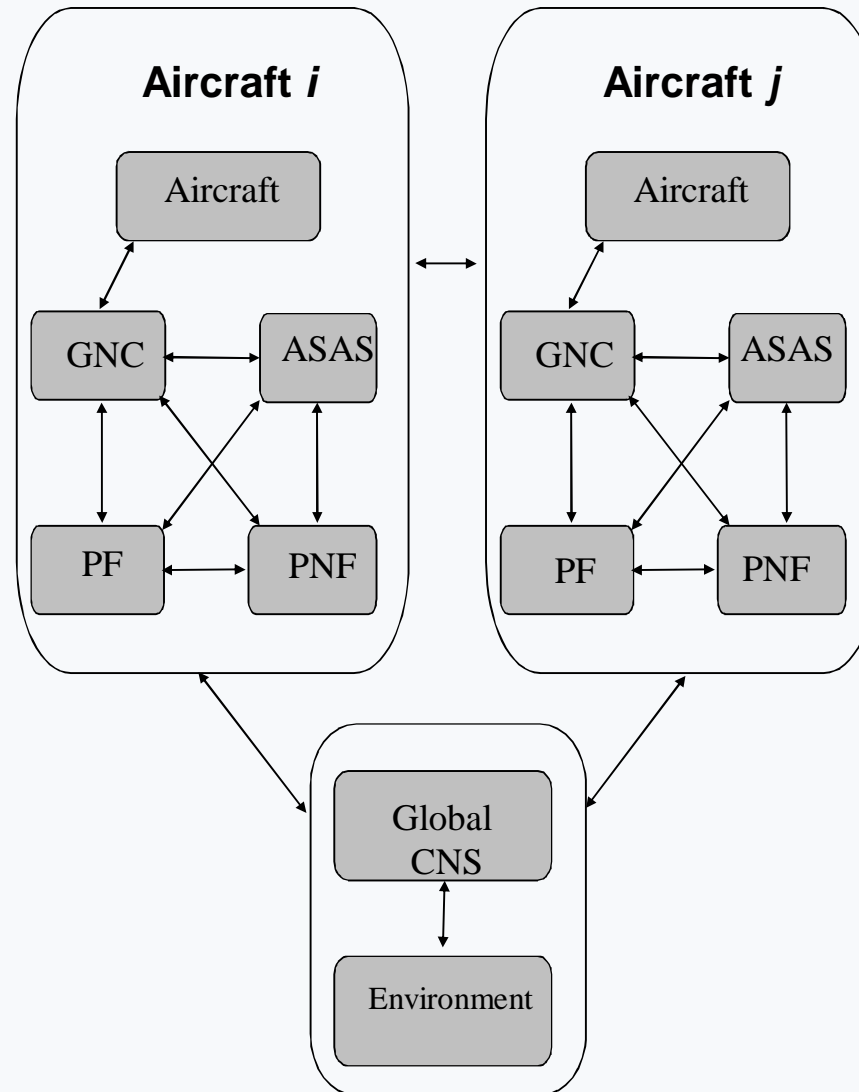 Aircraft i
Aircraft
GNC
ASAS
PF
PNF
Aircraft j
Aircraft
GNC
ASAS
PF
PNF
Global
CNS
Environment